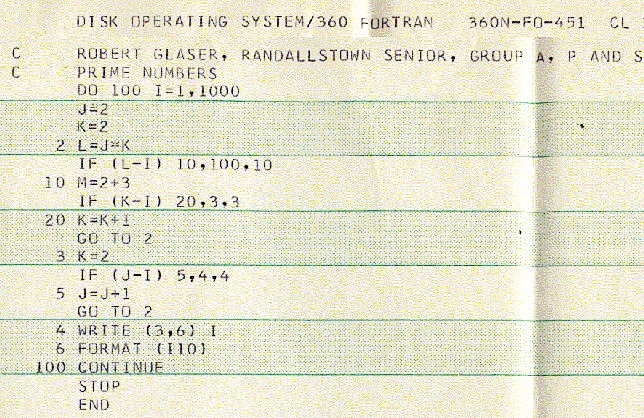 DISK OPERATING SYSTEM/360 FORTRAN 360N-FO-451 CL
C ROBERT GLASER, RANDALLSTOWN SENIOR, GROUP A, P AND S
C PRIME NUMBERS
DO 100 I=1,1000
J=2
K=2
2 L=J*K
IF (L-I) 10,100,10
10 M=2+3
IF (K-I) 20,3,3
20 K=K+1
GO TO 2
3 K=2
IF (J-I) 5,4,4
5 J=J+1
GO TO 2
4 WRITE (3,6) I
6 FORMAT (I10)
100 CONTINUE
STOP
END